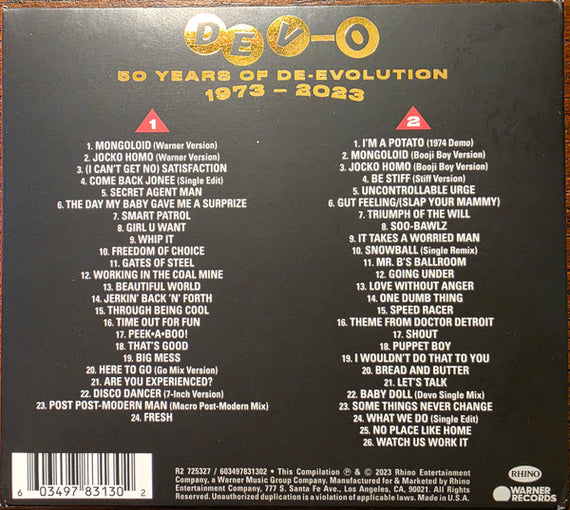 DEV-O
50 YEARS OF DE-EVOLUTION
1973 – 2023
1
1. MONGOLOID (Warner Version)
2. JOCKO HOMO (Warner Version)
3. (I CAN'T GET NO) SATISFACTION
4. COME BACK JONEE (Single Edit)
5. SECRET AGENT MAN
6. THE DAY MY BABY GAVE ME A SURPRIZE
7. SMART PATROL
8. GIRL U WANT
9. WHIP IT
10. FREEDOM OF CHOICE
11. GATES OF STEEL
12. WORKING IN THE COAL MINE
13. BEAUTIFUL WORLD
14. JERKIN' BACK 'N' FORTH
15. THROUGH BEING COOL
16. TIME OUT FOR FUN
17. PEEK•A•BOO!
18. THAT'S GOOD
19. BIG MESS
20. HERE TO GO (Go Mix Version)
21. ARE YOU EXPERIENCED?
22. DISCO DANCER (7-Inch Version)
23. POST POST-MODERN MAN (Macro Post-Modern Mix)
24. FRESH
2
1. I'M A POTATO (1974 Demo)
2. MONGOLOID (Booji Boy Version)
3. JOCKO HOMO (Booji Boy Version)
4. BE STIFF (Stiff Version)
5. UNCONTROLLABLE URGE
6. GUT FEELING/(SLAP YOUR MAMMY)
7. TRIUMPH OF THE WILL
8. SOO-BAWLZ
9. IT TAKES A WORRIED MAN
10. SNOWBALL (Single Remix)
11. MR. B'S BALLROOM
12. GOING UNDER
13. LOVE WITHOUT ANGER
14. ONE DUMB THING
15. SPEED RACER
16. THEME FROM DOCTOR DETROIT
17. SHOUT
18. PUPPET BOY
19. I WOULDN'T DO THAT TO YOU
20. BREAD AND BUTTER
21. LET'S TALK
22. BABY DOLL (Devo Single Mix)
23. SOME THINGS NEVER CHANGE
24. WHAT WE DO (Single Edit)
25. NO PLACE LIKE HOME
26. WATCH US WORK IT
6 03497 83130 2
R2 725327 / 603497831302 • This Compilation ℗ & © 2023 Rhino Entertainment
Company, a Warner Music Group Company. Manufactured for & Marketed by Rhino
Entertainment Company, 777 S. Santa Fe Ave., Los Angeles, CA, 90021. All Rights
Reserved. Unauthorized duplication is a violation of applicable laws. Made in U.S.A.
RHINO
WARNER
RECORDS